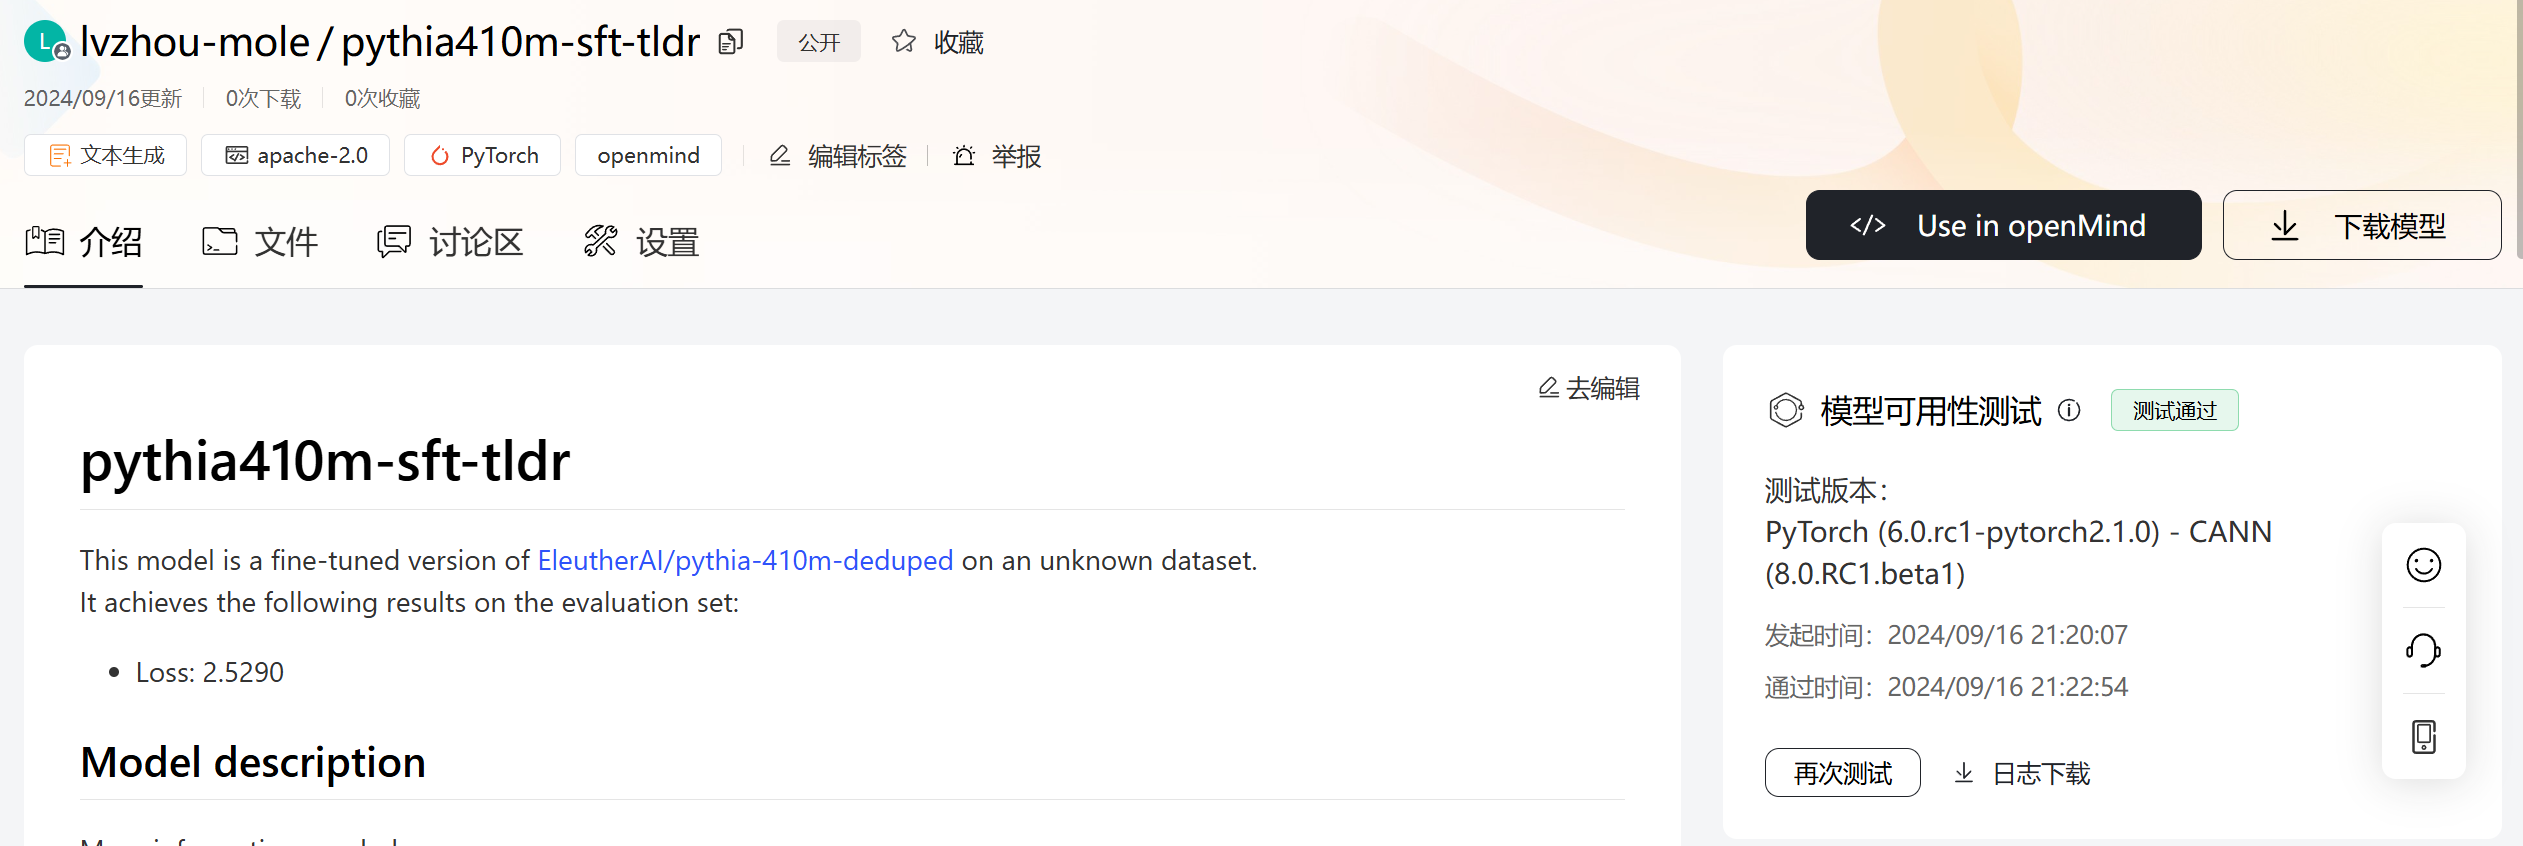 L lvzhou-mole / pythia410m-sft-tldr 公开 收藏
2024/09/16更新 0次下载 0次收藏
文本生成 apache-2.0 PyTorch openmind 编辑标签 举报
介绍 文件 讨论区 设置
</> Use in openMind 下载模型
去编辑
pythia410m-sft-tldr
This model is a fine-tuned version of EleutherAI/pythia-410m-deduped on an unknown dataset.
It achieves the following results on the evaluation set:
• Loss: 2.5290
Model description
模型可用性测试 测试通过
测试版本：
PyTorch (6.0.rc1-pytorch2.1.0) - CANN
(8.0.RC1.beta1)
发起时间：2024/09/16 21:20:07
通过时间：2024/09/16 21:22:54
再次测试 日志下载